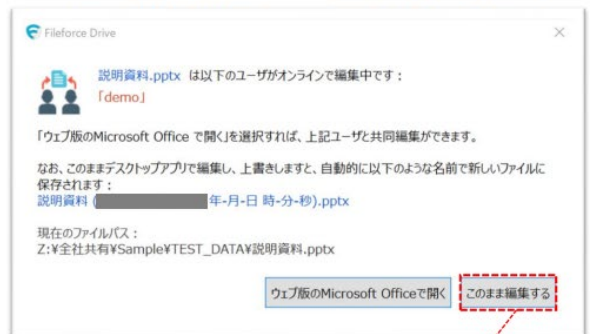 Fileforce Drive
説明資料.pptx は以下のユーザがオンラインで編集中です：
「demo」
「ウェブ版のMicrosoft Office で開く」を選択すれば、上記ユーザと共同編集ができます。
なお、このままデスクトップアプリで編集し、上書きしますと、自動的に以下のような名前で新しいファイルに
保存されます：
説明資料 ( 年-月-日 時-分-秒).pptx
現在のファイルパス：
Z:¥全社共有¥Sample¥TEST_DATA¥説明資料.pptx
ウェブ版のMicrosoft Officeで開く このまま編集する